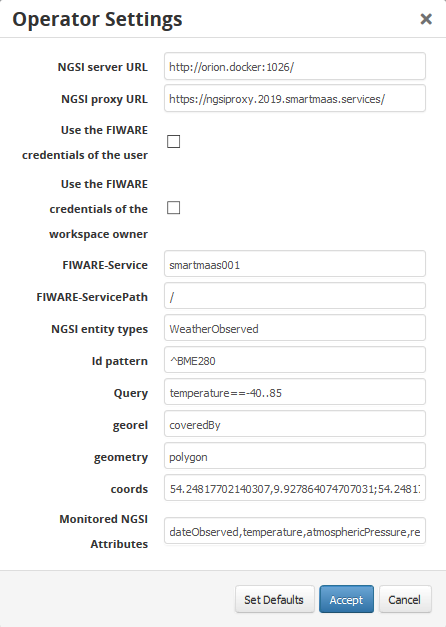 Operator Settings ×
NGSI server URL http://orion.docker:1026/
NGSI proxy URL https://ngsiproxy.2019.smartmaas.services/
Use the FIWARE
credentials of the user
Use the FIWARE
credentials of the
workspace owner
FIWARE-Service smartmaas001
FIWARE-ServicePath /
NGSI entity types WeatherObserved
Id pattern ^BME280
Query temperature==-40..85
georel coveredBy
geometry polygon
coords 54.24817702140307,9.927864074707031;54.2481
Monitored NGSI
Attributes dateObserved,temperature,atmosphericPressure,re
Set Defaults Accept Cancel